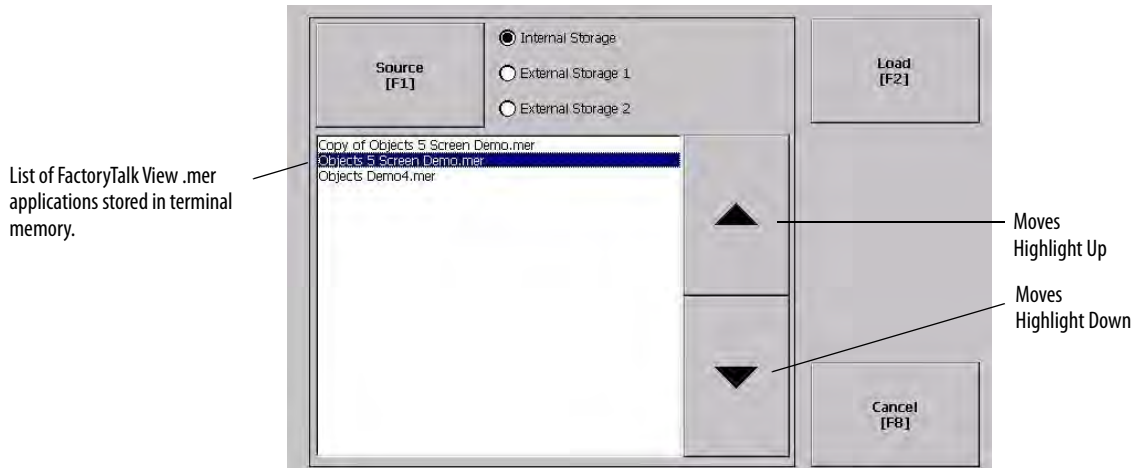 Source
[F1]
Internal Storage
External Storage 1
External Storage 2
Load
[F2]
Copy of Objects 5 Screen Demo.mer
Objects 5 Screen Demo.mer
Objects Demo4.mer
List of FactoryTalk View .mer
applications stored in terminal
memory.
Moves
Highlight Up
Moves
Highlight Down
Cancel
[F8]